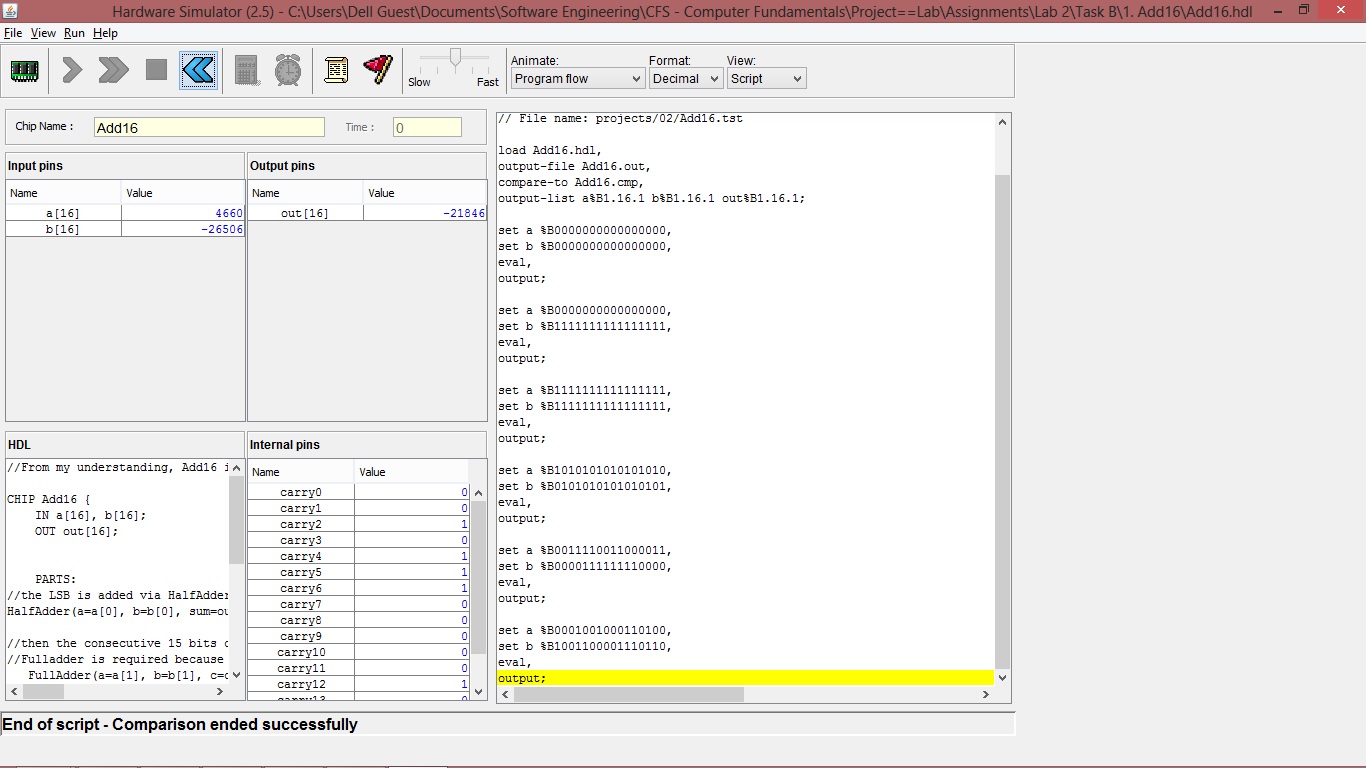 Hardware Simulator (2.5) - C:\Users\Dell Guest\Documents\Software Engineering\CFS - Computer Fundamentals\Project==Lab\Assignments\Lab 2\Task B\1. Add16\Add16.hdl
File View Run Help
Slow Fast
Animate: Format: View:
Program flow Decimal Script
Chip Name : Add16 Time : 0
Input pins
Name Value
a[16] 4660
b[16] -26506
Output pins
Name Value
out[16] -21846
HDL
//From my understanding, Add16 i
CHIP Add16 {
IN a[16], b[16];
OUT out[16];
PARTS:
//the LSB is added via HalfAdder
HalfAdder(a=a[0], b=b[0], sum=ou
//then the consecutive 15 bits o
//Fulladder is required because
FullAdder(a=a[1], b=b[1], c=c
Internal pins
Name Value
carry0 0
carry1 0
carry2 1
carry3 0
carry4 1
carry5 1
carry6 1
carry7 0
carry8 0
carry9 0
carry10 0
carry11 0
carry12 1
carry13 0
// File name: projects/02/Add16.tst
load Add16.hdl,
output-file Add16.out,
compare-to Add16.cmp,
output-list a%B1.16.1 b%B1.16.1 out%B1.16.1;
set a %B0000000000000000,
set b %B0000000000000000,
eval,
output;
set a %B0000000000000000,
set b %B1111111111111111,
eval,
output;
set a %B1111111111111111,
set b %B1111111111111111,
eval,
output;
set a %B1010101010101010,
set b %B0101010101010101,
eval,
output;
set a %B0011110011000011,
set b %B0000111111110000,
eval,
output;
set a %B0001001000110100,
set b %B1001100001110110,
eval,
output;
End of script - Comparison ended successfully